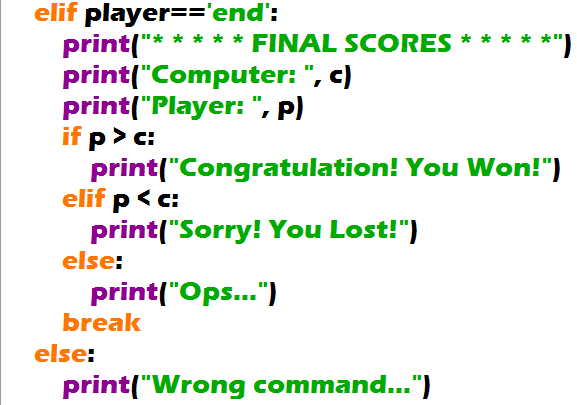 elif player=='end':
print("* * * * * FINAL SCORES * * * * *")
print("Computer: ", c)
print("Player: ", p)
if p > c:
print("Congratulation! You Won!")
elif p < c:
print("Sorry! You Lost!")
else:
print("Ops...")
break
else:
print("Wrong command...")